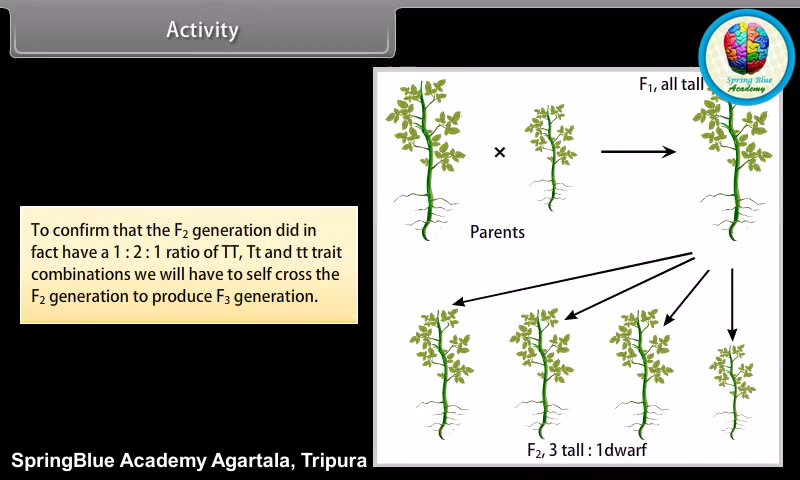 Activity
Spring Blue
Academy
F₁, all tall
×
Parents
To confirm that the F₂ generation did in
fact have a 1 : 2 : 1 ratio of TT, Tt and tt trait
combinations we will have to self cross the
F₂ generation to produce F₃ generation.
F₂, 3 tall : 1dwarf
SpringBlue Academy Agartala, Tripura